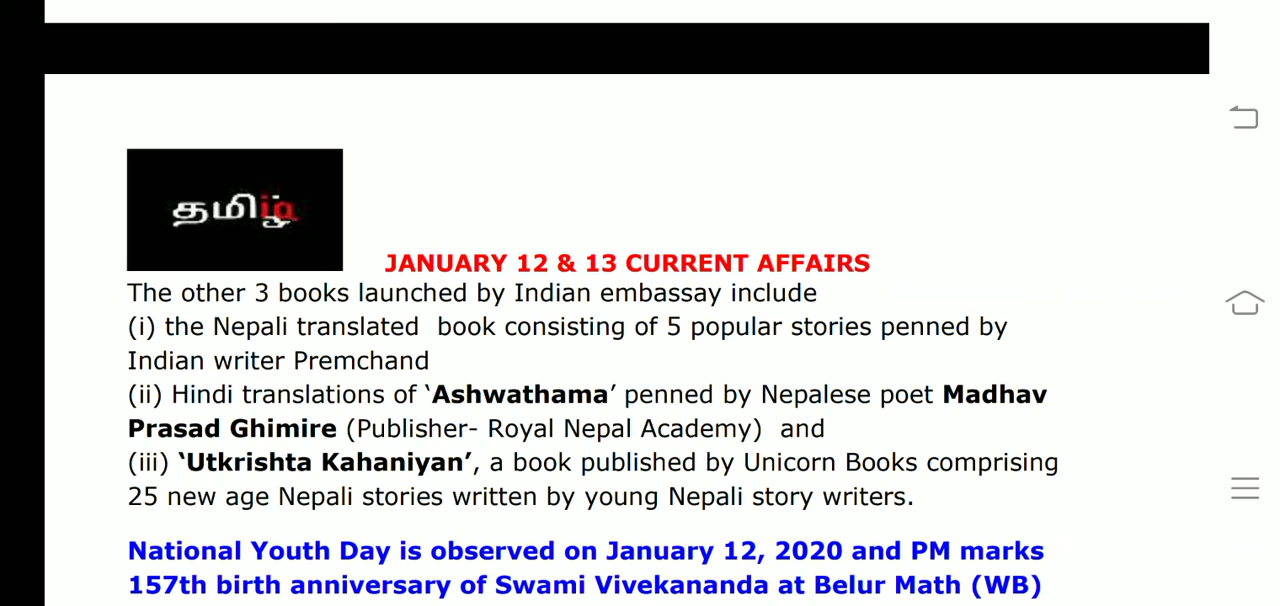 தமிழ்
JANUARY 12 & 13 CURRENT AFFAIRS
The other 3 books launched by Indian embassay include
(i) the Nepali translated book consisting of 5 popular stories penned by
Indian writer Premchand
(ii) Hindi translations of ‘Ashwathama’ penned by Nepalese poet Madhav
Prasad Ghimire (Publisher- Royal Nepal Academy) and
(iii) ‘Utkrishta Kahaniyan’, a book published by Unicorn Books comprising
25 new age Nepali stories written by young Nepali story writers.
National Youth Day is observed on January 12, 2020 and PM marks
157th birth anniversary of Swami Vivekananda at Belur Math (WB)